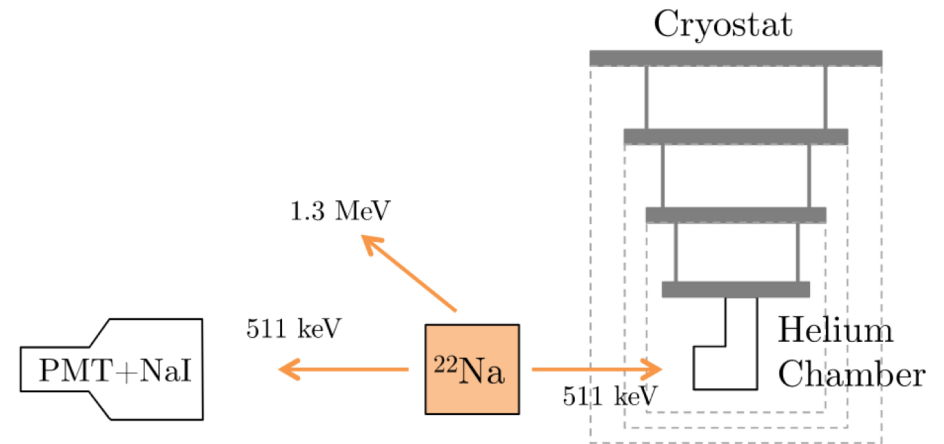 Cryostat
1.3 MeV
511 keV
PMT+NaI
²²Na
511 keV
Helium
Chamber